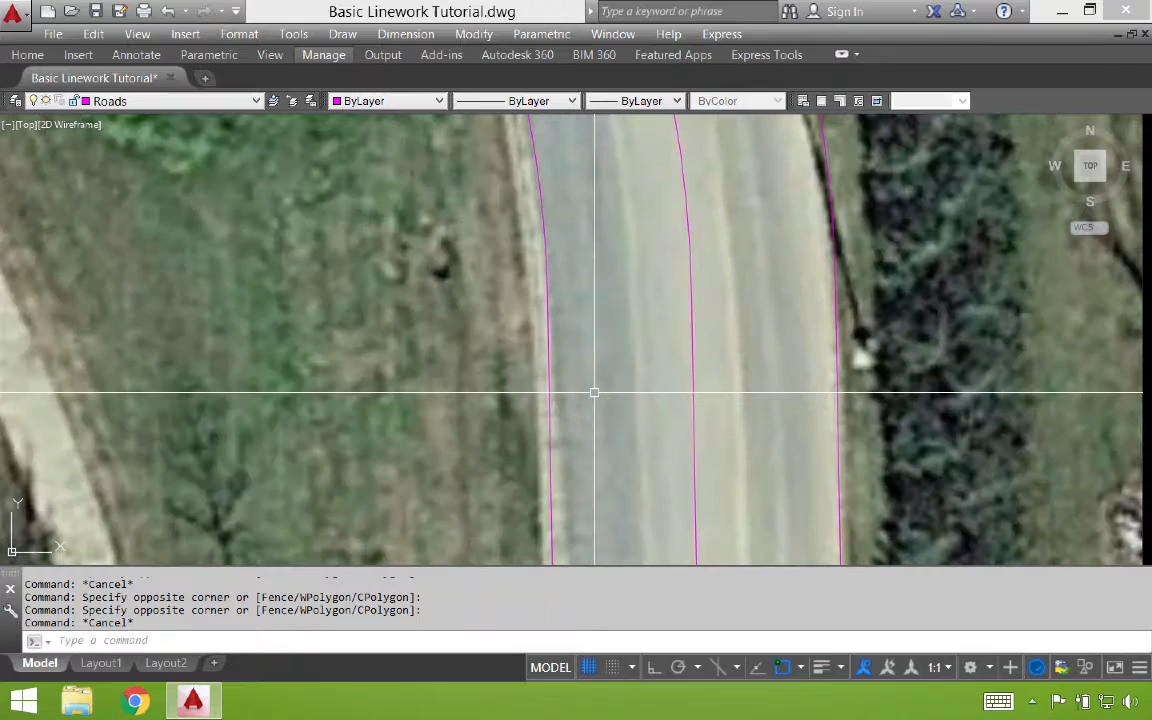 Basic Linework Tutorial.dwg
Type a keyword or phrase
Sign In
File Edit View Insert Format Tools Draw Dimension Modify Parametric Window Help Express
Home Insert Annotate Parametric View Manage Output Add-ins Autodesk 360 BIM 360 Featured Apps Express Tools
Basic Linework Tutorial*
Roads ByLayer ByLayer ByLayer ByColor
[−][Top][2D Wireframe]
N
W TOP E
S
WCS
Y
X
Command: *Cancel*
Command: Specify opposite corner or [Fence/WPolygon/CPolygon]:
Command: Specify opposite corner or [Fence/WPolygon/CPolygon]:
Command: *Cancel*
Type a command
Model Layout1 Layout2
MODEL 1:1